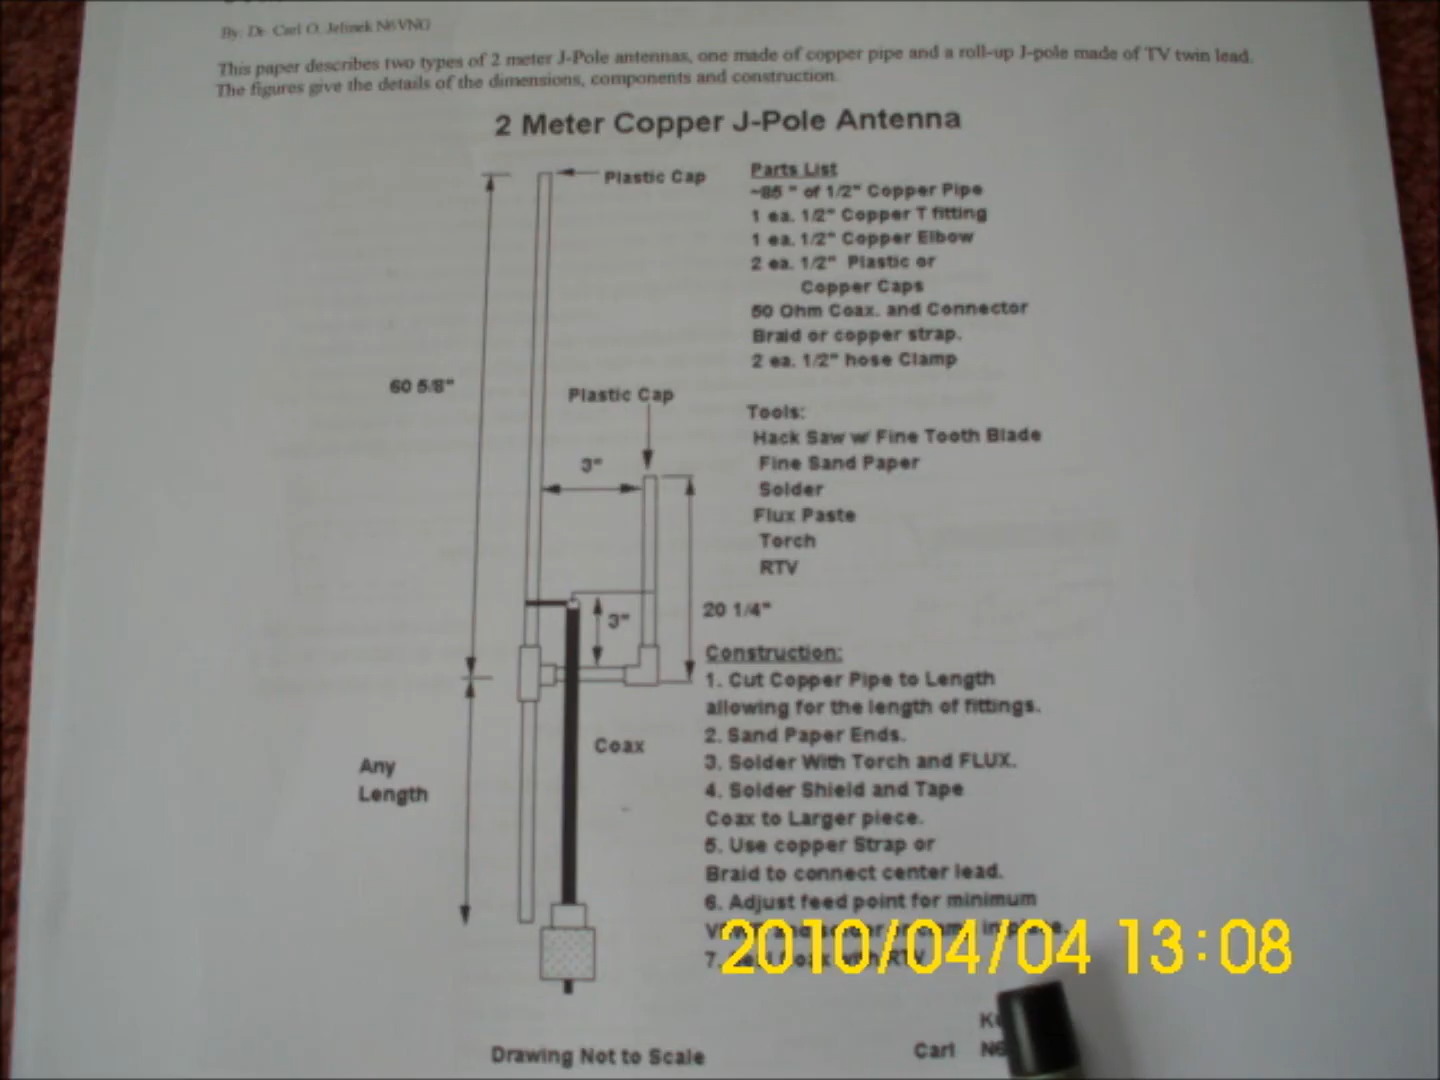 By: Dr. Carl O. Jelinek N6VNG
This paper describes two types of 2 meter J-Pole antennas, one made of copper pipe and a roll-up J-pole made of TV twin lead.
The figures give the details of the dimensions, components and construction.
2 Meter Copper J-Pole Antenna
Plastic Cap
Parts List
~85 " of 1/2" Copper Pipe
1 ea. 1/2" Copper T fitting
1 ea. 1/2" Copper Elbow
2 ea. 1/2" Plastic or
Copper Caps
50 Ohm Coax. and Connector
Braid or copper strap.
2 ea. 1/2" hose Clamp
60 5/8"
Plastic Cap
3"
Tools:
Hack Saw w/ Fine Tooth Blade
Fine Sand Paper
Solder
Flux Paste
Torch
RTV
3"
20 1/4"
Construction:
1. Cut Copper Pipe to Length
allowing for the length of fittings.
2. Sand Paper Ends.
3. Solder With Torch and FLUX.
4. Solder Shield and Tape
Coax to Larger piece.
5. Use copper Strap or
Braid to connect center lead.
6. Adjust feed point for minimum
in place.
7. Coax with RTV
Coax
Any
Length
2010/04/04 13:08
Drawing Not to Scale
Carl